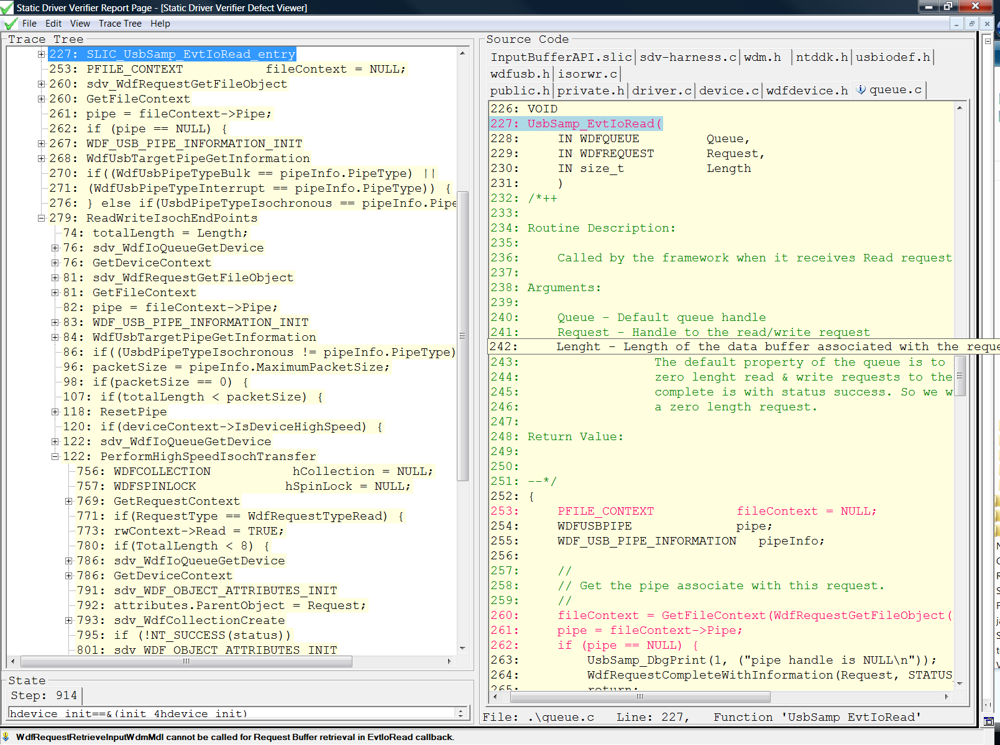 Static Driver Verifier Report Page - [Static Driver Verifier Defect Viewer]
File Edit View Trace Tree Help
Trace Tree
227: SLIC_UsbSamp_EvtIoRead_entry
253: PFILE_CONTEXT fileContext = NULL;
260: sdv_WdfRequestGetFileObject
260: GetFileContext
261: pipe = fileContext->Pipe;
262: if (pipe == NULL) {
267: WDF_USB_PIPE_INFORMATION_INIT
268: WdfUsbTargetPipeGetInformation
270: if((WdfUsbPipeTypeBulk == pipeInfo.PipeType) ||
271: (WdfUsbPipeTypeInterrupt == pipeInfo.PipeType)) {
276: } else if(UsbdPipeTypeIsochronous == pipeInfo.Pipe
279: ReadWriteIsochEndPoints
74: totalLength = Length;
76: sdv_WdfIoQueueGetDevice
76: GetDeviceContext
81: sdv_WdfRequestGetFileObject
81: GetFileContext
82: pipe = fileContext->Pipe;
83: WDF_USB_PIPE_INFORMATION_INIT
84: WdfUsbTargetPipeGetInformation
86: if((UsbdPipeTypeIsochronous != pipeInfo.PipeType)
96: packetSize = pipeInfo.MaximumPacketSize;
98: if(packetSize == 0) {
107: if(totalLength < packetSize) {
118: ResetPipe
120: if(deviceContext->IsDeviceHighSpeed) {
122: sdv_WdfIoQueueGetDevice
122: PerformHighSpeedIsochTransfer
756: WDFCOLLECTION hCollection = NULL;
757: WDFSPINLOCK hSpinLock = NULL;
769: GetRequestContext
771: if(RequestType == WdfRequestTypeRead) {
773: rwContext->Read = TRUE;
780: if(TotalLength < 8) {
786: sdv_WdfIoQueueGetDevice
786: GetDeviceContext
791: sdv_WDF_OBJECT_ATTRIBUTES_INIT
792: attributes.ParentObject = Request;
793: sdv_WdfCollectionCreate
795: if (!NT_SUCCESS(status))
801: sdv_WDF_OBJECT_ATTRIBUTES_INIT
State
Step: 914
hdevice_init==&(init_4hdevice_init)
Source Code
InputBufferAPI.slic sdv-harness.c wdm.h ntddk.h usbiodef.h
wdfusb.h isorwr.c
public.h private.h driver.c device.c wdfdevice.h queue.c
226: VOID
227: UsbSamp_EvtIoRead(
228: IN WDFQUEUE Queue,
229: IN WDFREQUEST Request,
230: IN size_t Length
231: )
232: /*++
233:
234: Routine Description:
235:
236: Called by the framework when it receives Read request
237:
238: Arguments:
239:
240: Queue - Default queue handle
241: Request - Handle to the read/write request
242: Lenght - Length of the data buffer associated with the reque
243: The default property of the queue is to
244: zero lenght read & write requests to the
245: complete is with status success. So we w
246: a zero length request.
247:
248: Return Value:
249:
250:
251: --*/
252: {
253: PFILE_CONTEXT fileContext = NULL;
254: WDFUSBPIPE pipe;
255: WDF_USB_PIPE_INFORMATION pipeInfo;
256:
257: //
258: // Get the pipe associate with this request.
259: //
260: fileContext = GetFileContext(WdfRequestGetFileObject(
261: pipe = fileContext->Pipe;
262: if (pipe == NULL) {
263: UsbSamp_DbgPrint(1, ("pipe handle is NULL\n"));
264: WdfRequestCompleteWithInformation(Request, STATUS_
265: return;
File: .\queue.c Line: 227, Function 'UsbSamp_EvtIoRead'
WdfRequestRetrieveInputWdmMdl cannot be called for Request Buffer retrieval in EvtIoRead callback.